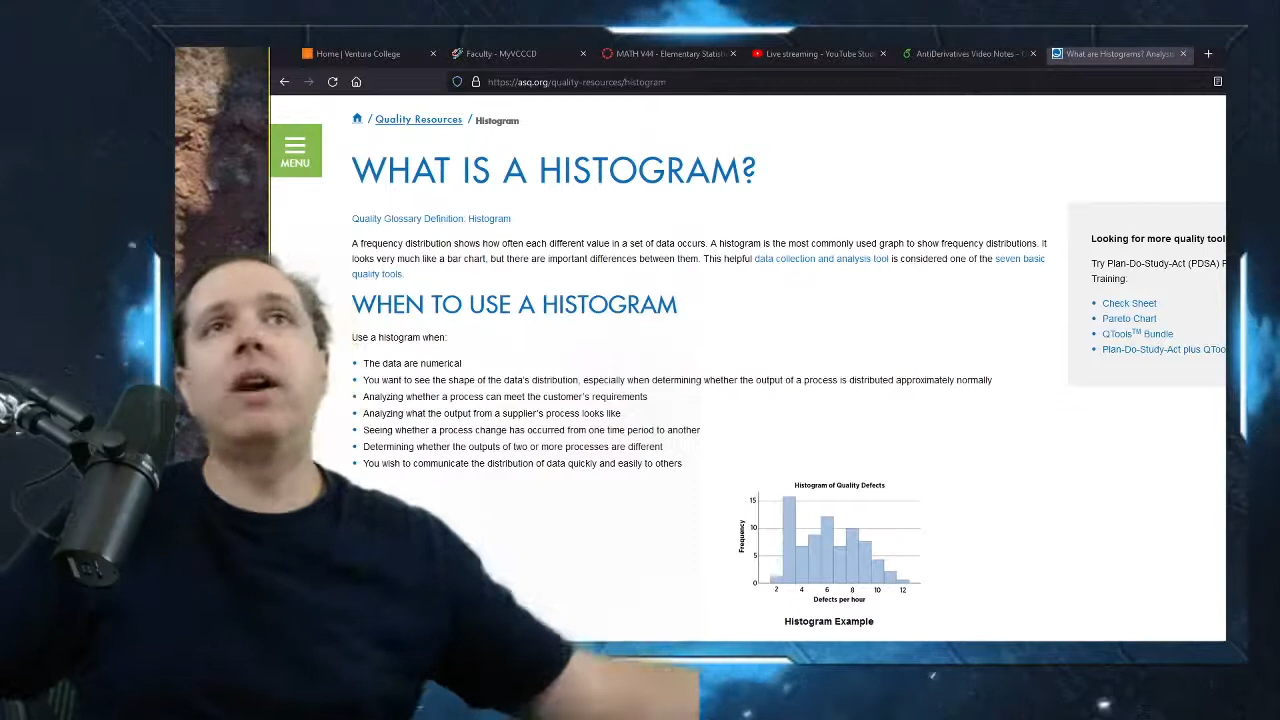 Home | Ventura College
Faculty - MyVCCCD
MATH V44 - Elementary Statist
Live streaming - YouTube Stud
AntiDerivatives Video Notes -
What are Histograms? Analysis
https://asq.org/quality-resources/histogram
MENU
/ Quality Resources / Histogram
WHAT IS A HISTOGRAM?
Quality Glossary Definition: Histogram
A frequency distribution shows how often each different value in a set of data occurs. A histogram is the most commonly used graph to show frequency distributions. It
looks very much like a bar chart, but there are important differences between them. This helpful data collection and analysis tool is considered one of the seven basic
quality tools.
WHEN TO USE A HISTOGRAM
Use a histogram when:
• The data are numerical
• You want to see the shape of the data's distribution, especially when determining whether the output of a process is distributed approximately normally
• Analyzing whether a process can meet the customer's requirements
• Analyzing what the output from a supplier's process looks like
• Seeing whether a process change has occurred from one time period to another
• Determining whether the outputs of two or more processes are different
• You wish to communicate the distribution of data quickly and easily to others
Histogram of Quality Defects
Frequency
15
10
5
0
2 4 6 8 10 12
Defects per hour
Histogram Example
Looking for more quality tool
Try Plan-Do-Study-Act (PDSA)
Training:
• Check Sheet
• Pareto Chart
• QTools™ Bundle
• Plan-Do-Study-Act plus QToo